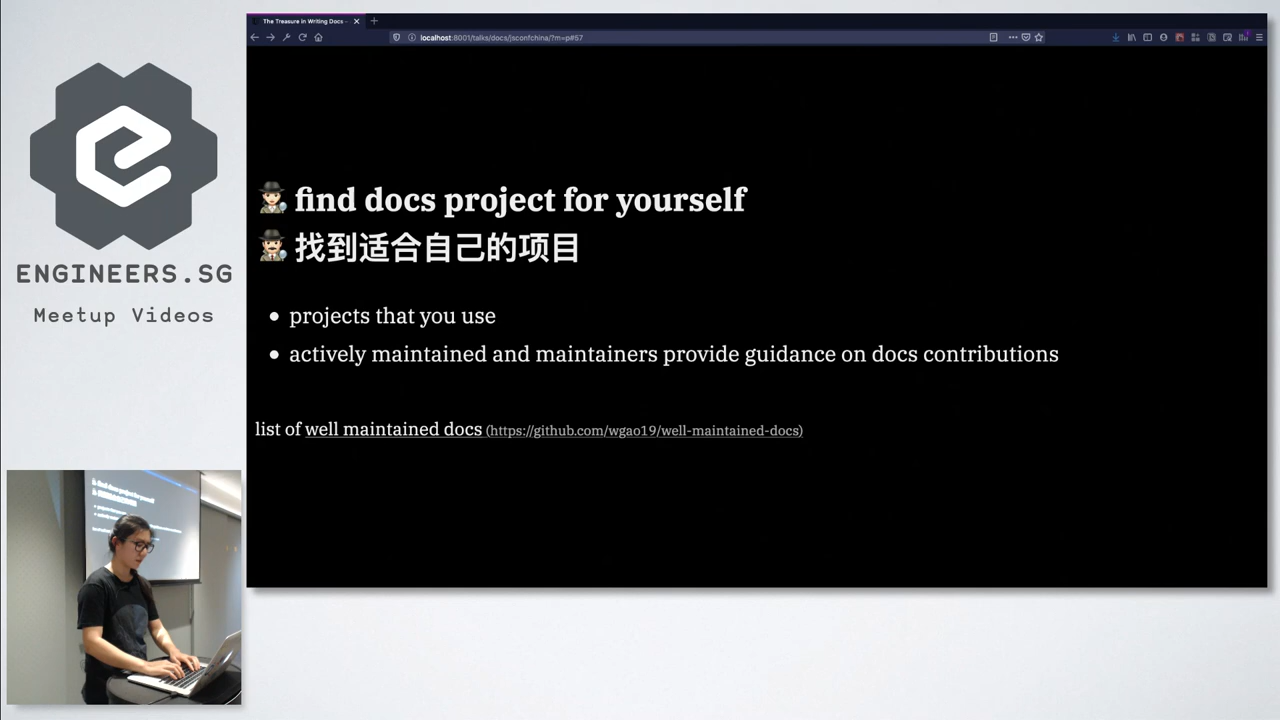 The Treasure in Writing Docs -
localhost:8001/talks/docs/jsconfchina/?m=p#57
ENGINEERS.SG
Meetup Videos
🕵🏻‍♀️ find docs project for yourself
🕵🏻‍♂️ 找到适合自己的项目
• projects that you use
• actively maintained and maintainers provide guidance on docs contributions
list of well maintained docs (https://github.com/wgao19/well-maintained-docs)